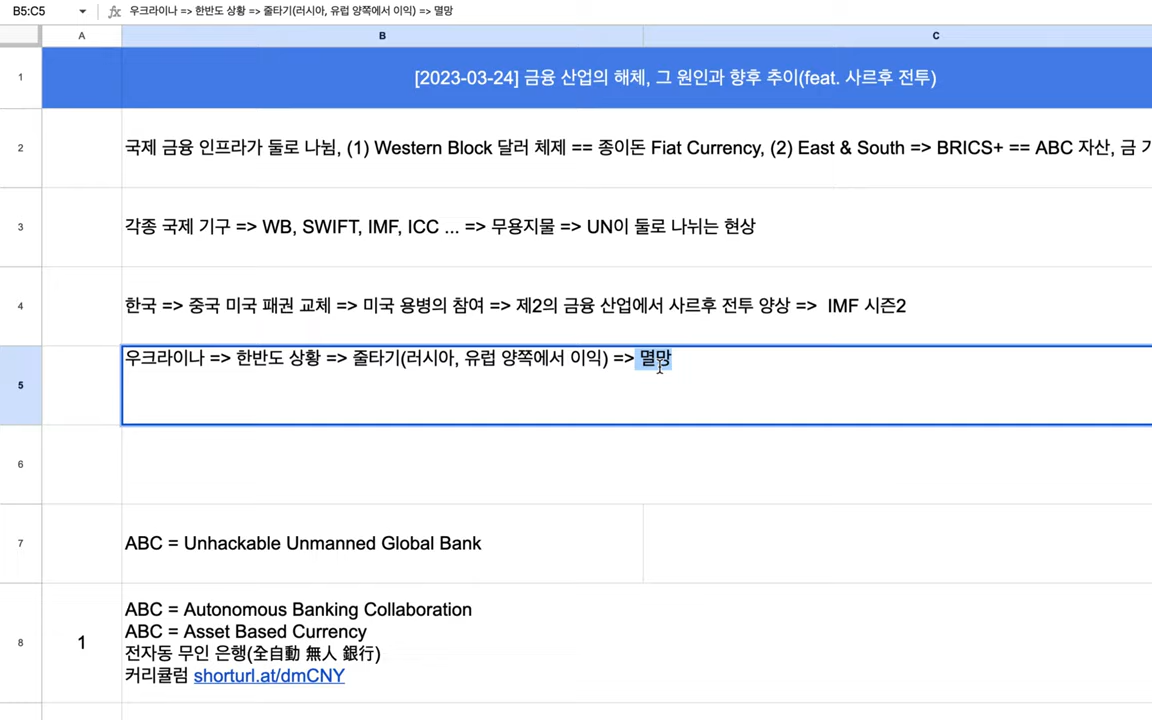 B5:C5
우크라이나 => 한반도 상황 => 줄타기(러시아, 유럽 양쪽에서 이익) => 멸망
A B C
1 [2023-03-24] 금융 산업의 해체, 그 원인과 향후 추이(feat. 사르후 전투)
2 국제 금융 인프라가 둘로 나뉨, (1) Western Block 달러 체제 == 종이돈 Fiat Currency, (2) East & South => BRICS+ == ABC 자산, 금
3 각종 국제 기구 => WB, SWIFT, IMF, ICC ... => 무용지물 => UN이 둘로 나뉘는 현상
4 한국 => 중국 미국 패권 교체 => 미국 용병의 참여 => 제2의 금융 산업에서 사르후 전투 양상 => IMF 시즌2
5 우크라이나 => 한반도 상황 => 줄타기(러시아, 유럽 양쪽에서 이익) => 멸망
6
7 ABC = Unhackable Unmanned Global Bank
8 1
ABC = Autonomous Banking Collaboration
ABC = Asset Based Currency
전자동 무인 은행(全自動 無人 銀行)
커리큘럼 shorturl.at/dmCNY